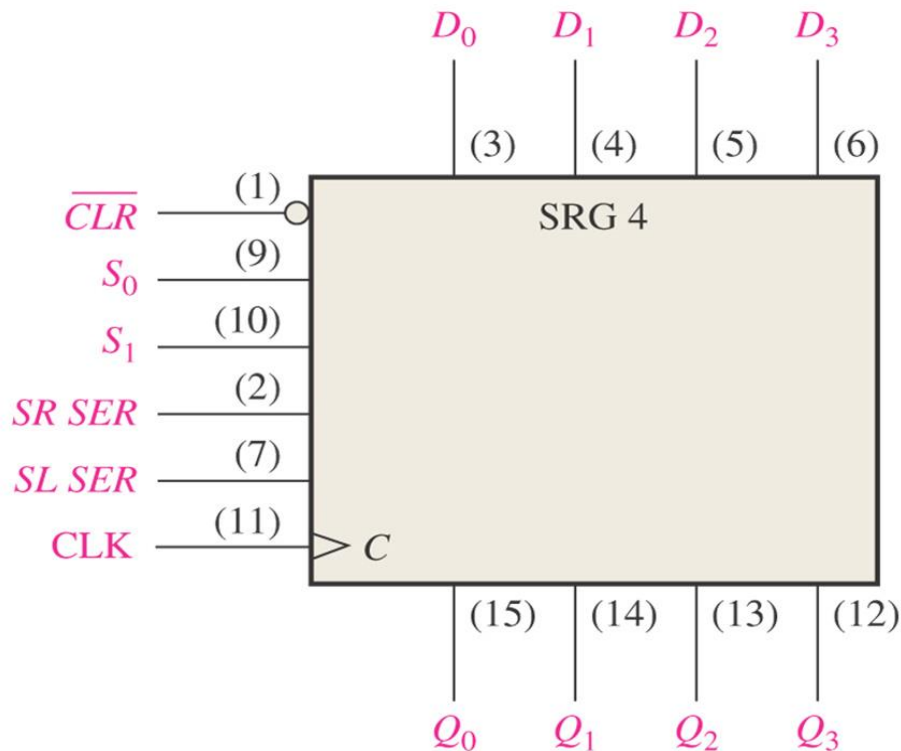 D₀ D₁ D₂ D₃
(3) (4) (5) (6)
(1)
C̅L̅R̅
SRG 4
(9)
S₀
(10)
S₁
(2)
SR SER
(7)
SL SER
(11)
CLK
C
(15) (14) (13) (12)
Q₀ Q₁ Q₂ Q₃